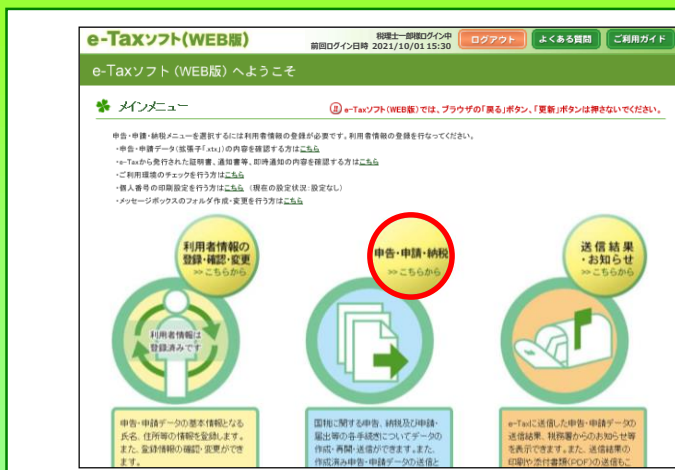 e-Taxソフト(WEB版)
税理士一郎様ログイン中
前回ログイン日時 2021/10/01 15:30
ログアウト
よくある質問
ご利用ガイド
e-Taxソフト(WEB版)へようこそ
メインメニュー
e-Taxソフト(WEB版)では、ブラウザの「戻る」ボタン、「更新」ボタンは押さないでください。
申告・申請・納税メニューを選択するには利用者情報の登録が必要です。利用者情報の登録を行なってください。
・申告・申請データ(拡張子「.xtx」)の内容を確認する方はこちら
・e-Taxから発行された証明書、通知書等、即時通知の内容を確認する方はこちら
・ご利用環境のチェックを行う方はこちら
・個人番号の印刷設定を行う方はこちら (現在の設定状況:設定なし)
・メッセージボックスのフォルダ作成・変更を行う方はこちら
利用者情報の
登録・確認・変更
>>こちらから
利用者情報は
登録済みです
申告・申請データの基本情報となる
氏名、住所等の情報を登録します。
また、登録情報の確認・変更ができ
ます。
申告・申請・納税
>>こちらから
国税に関する申告、納税及び申請・
届出等の各手続きについてデータの
作成・再開・送信ができます。また、
作成済み申告・申請データの送信と
送信結果
・お知らせ
>>こちらから
e-Taxに送信した申告・申請データの
送信結果、税務署からのお知らせ等
を表示できます。また、送信結果の
印刷や添付書類(PDF)の送信もこ